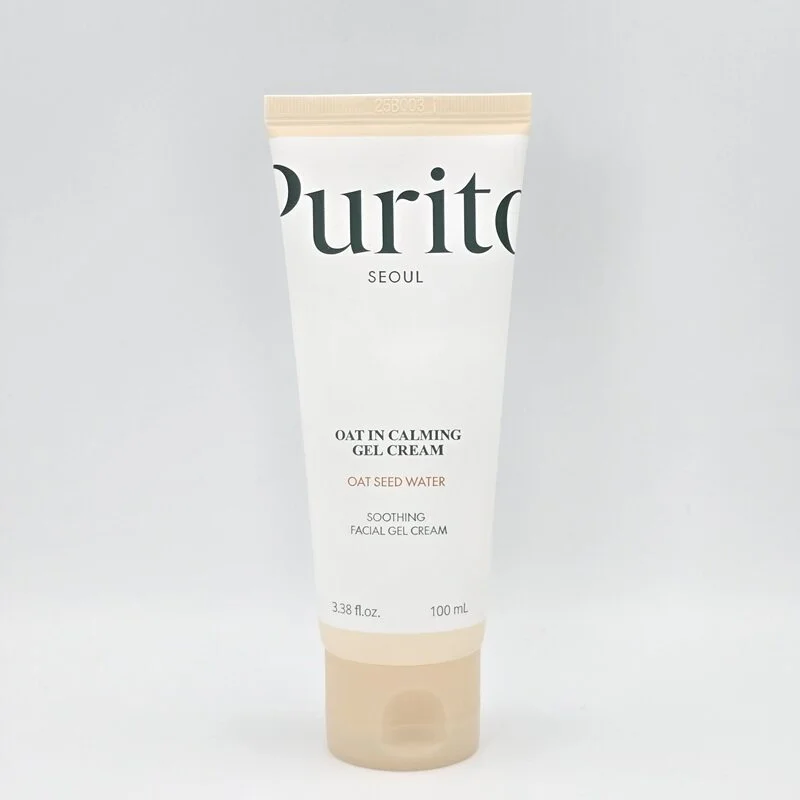 25B003
Purito
SEOUL
OAT IN CALMING
GEL CREAM
OAT SEED WATER
SOOTHING
FACIAL GEL CREAM
3.38 fl.oz. 100 mL